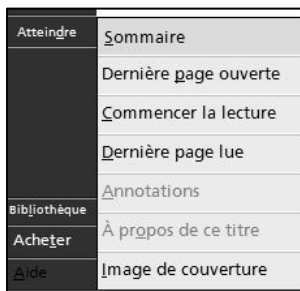 Atteindre
Sommaire
Dernière page ouverte
Commencer la lecture
Dernière page lue
Annotations
À propos de ce titre
Image de couverture
Bibliothèque
Acheter
Aide